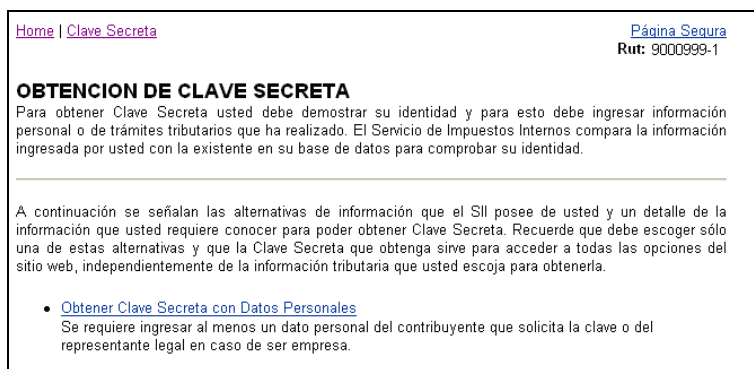 Home | Clave Secreta
Página Segura
Rut: 9000999-1
OBTENCION DE CLAVE SECRETA
Para obtener Clave Secreta usted debe demostrar su identidad y para esto debe ingresar información
personal o de trámites tributarios que ha realizado. El Servicio de Impuestos Internos compara la información
ingresada por usted con la existente en su base de datos para comprobar su identidad.
A continuación se señalan las alternativas de información que el SII posee de usted y un detalle de la
información que usted requiere conocer para poder obtener Clave Secreta. Recuerde que debe escoger sólo
una de estas alternativas y que la Clave Secreta que obtenga sirve para acceder a todas las opciones del
sitio web, independientemente de la información tributaria que usted escoja para obtenerla.
• Obtener Clave Secreta con Datos Personales
Se requiere ingresar al menos un dato personal del contribuyente que solicita la clave o del
representante legal en caso de ser empresa.